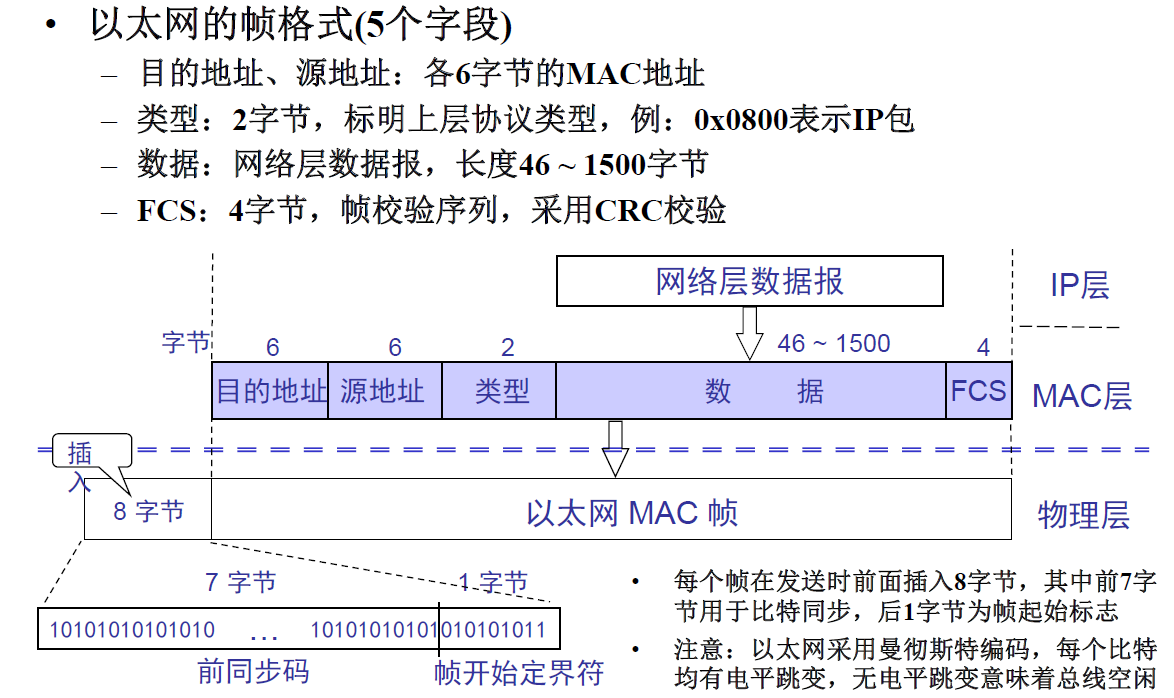 • 以太网的帧格式(5个字段)
– 目的地址、源地址：各6字节的MAC地址
– 类型：2字节，标明上层协议类型，例：0x0800表示IP包
– 数据：网络层数据报，长度46 ~ 1500字节
– FCS：4字节，帧校验序列，采用CRC校验
网络层数据报
IP层
字节 6 6 2 46 ~ 1500 4
目的地址 源地址 类型 数 据 FCS
MAC层
插
入
8 字节
以太网 MAC 帧
物理层
7 字节 1 字节
10101010101010 … 10101010101010101011
前同步码
帧开始定界符
• 每个帧在发送时前面插入8字节，其中前7字
节用于比特同步，后1字节为帧起始标志
• 注意：以太网采用曼彻斯特编码，每个比特
均有电平跳变，无电平跳变意味着总线空闲